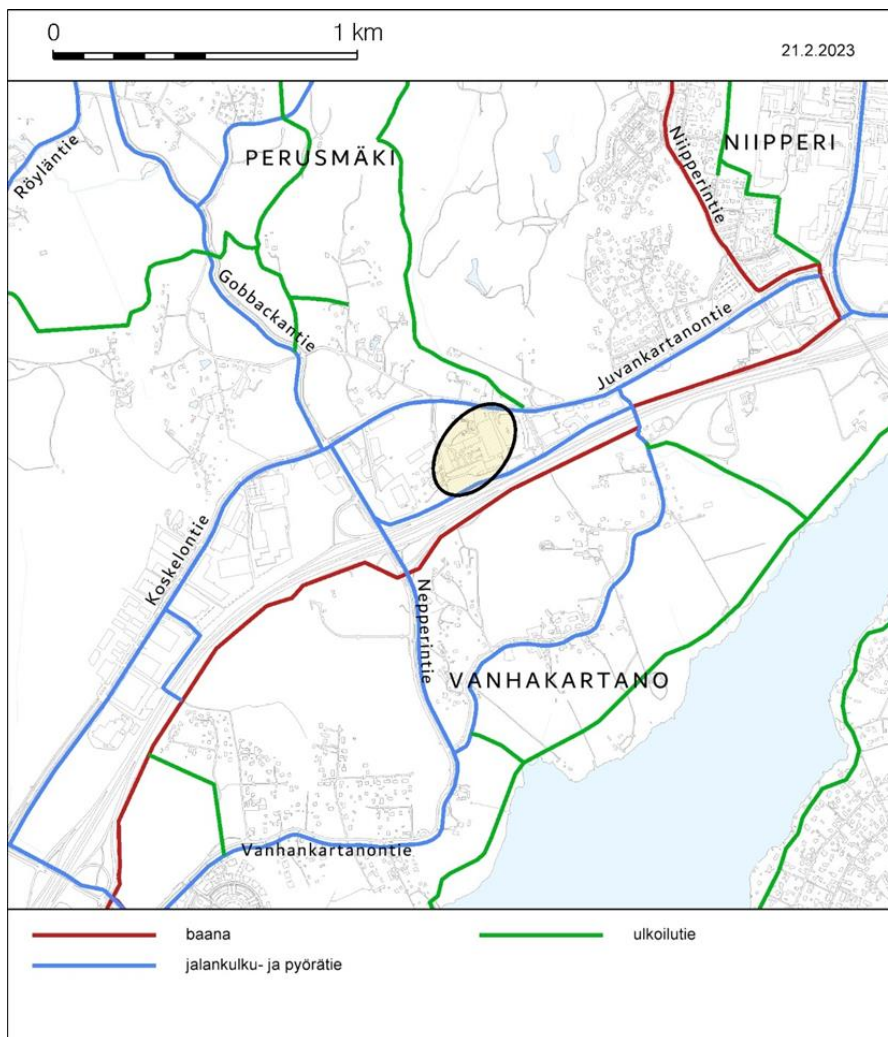 0 1 km
21.2.2023
Röyläntie
PERUSMÄKI
Niipperintie
NIIPPERI
Gobbackantie
Juvankartanontie
Koskelontie
Nepperintie
VANHAKARTANO
Vanhankartanontie
baana
ulkoilutie
jalankulku- ja pyörätie